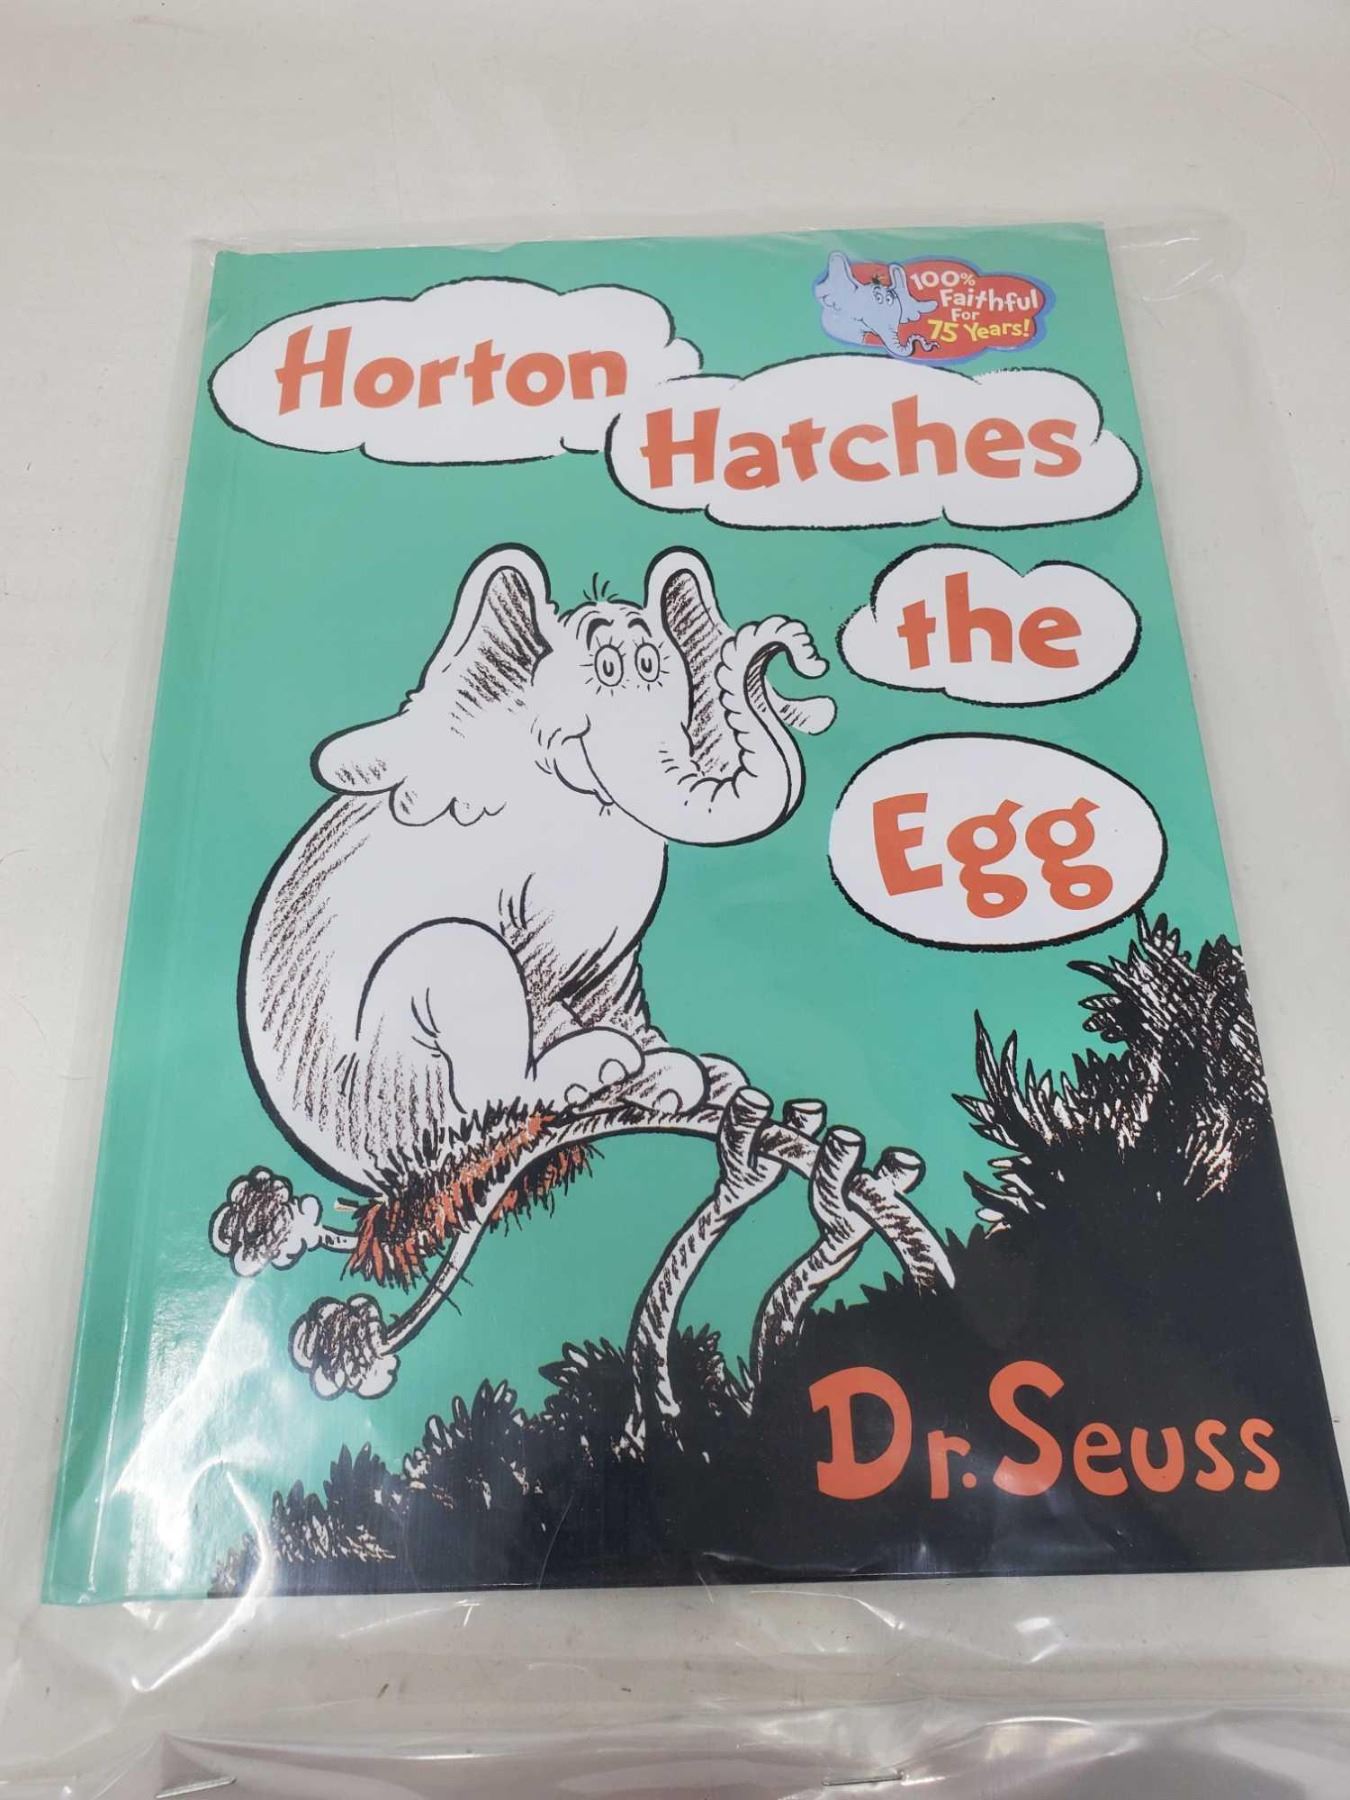 100%
Faithful
For
75 Years!
Horton
Hatches
the
Egg
Dr. Seuss